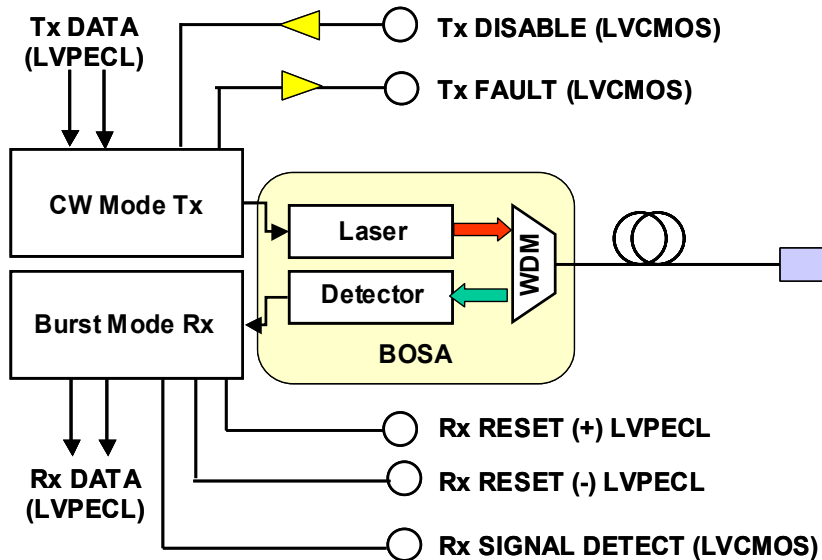 Tx DATA
(LVPECL)
Tx DISABLE (LVCMOS)
Tx FAULT (LVCMOS)
CW Mode Tx
Laser
WDM
Detector
Burst Mode Rx
BOSA
Rx RESET (+) LVPECL
Rx RESET (-) LVPECL
Rx DATA
(LVPECL)
Rx SIGNAL DETECT (LVCMOS)